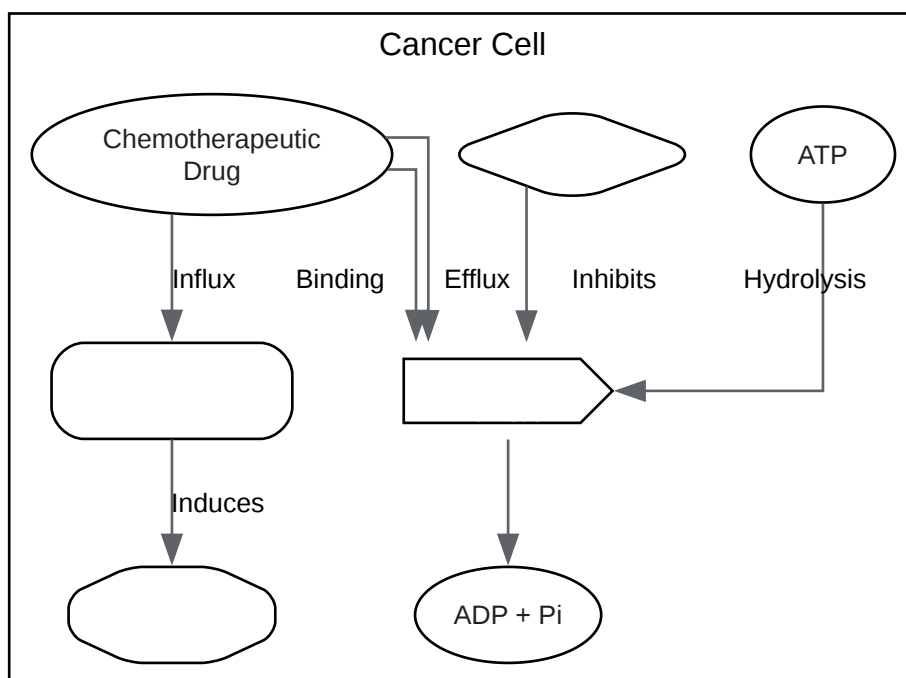 Cancer Cell
Chemotherapeutic
Drug
ATP
Influx
Binding
Efflux
Inhibits
Hydrolysis
Induces
ADP + Pi